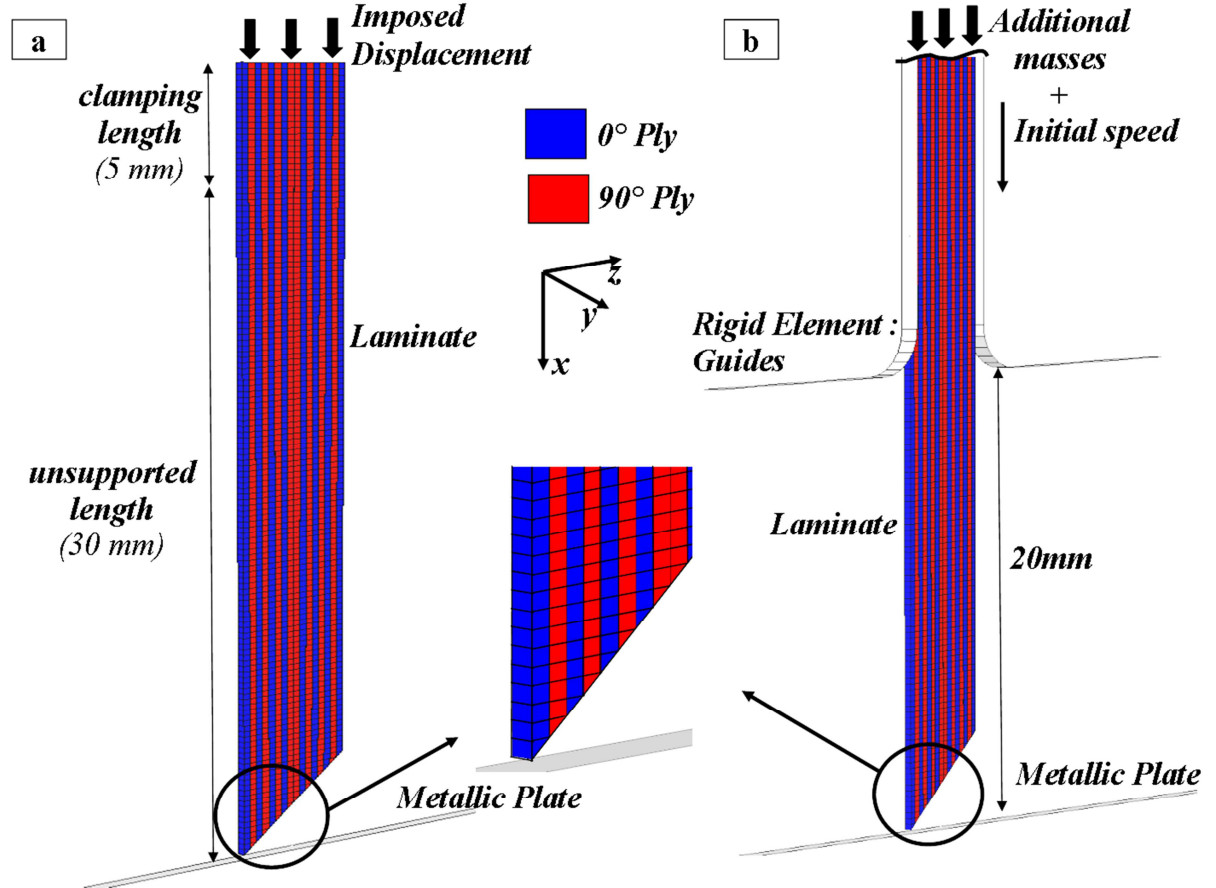 a
Imposed
Displacement
clamping
length
(5 mm)
0° Ply
90° Ply
z
y
x
Laminate
unsupported
length
(30 mm)
Metallic Plate
b
Additional
masses
+
Initial speed
Rigid Element :
Guides
Laminate
20mm
Metallic Plate